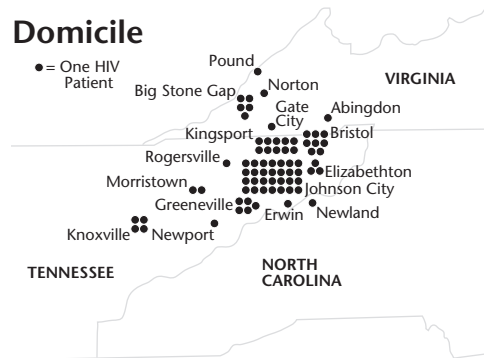 Domicile
= One HIV
Patient
Pound
Norton
VIRGINIA
Big Stone Gap
Gate
City
Abingdon
Kingsport
Bristol
Rogersville
Elizabethton
Morristown
Johnson City
Greeneville
Erwin
Newland
Knoxville
Newport
TENNESSEE
NORTH
CAROLINA